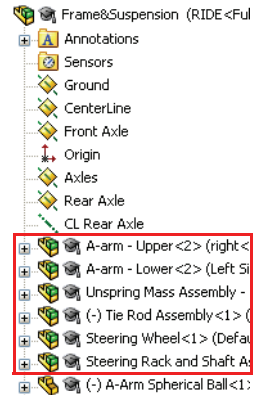 Frame&Suspension (RIDE<Ful
A Annotations
Sensors
Ground
CenterLine
Front Axle
Origin
Axles
Rear Axle
CL Rear Axle
A-arm - Upper<2> (right<
A-arm - Lower<2> (Left Si
Unspring Mass Assembly -
(-) Tie Rod Assembly<1> (
Steering Wheel<1> (Defau
Steering Rack and Shaft As
(-) A-Arm Spherical Ball<1>